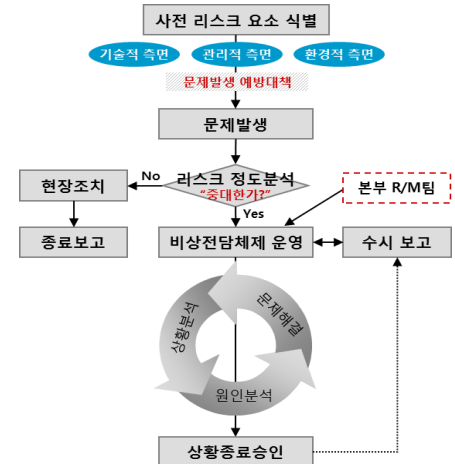 사전 리스크 요소 식별
기술적 측면
관리적 측면
환경적 측면
문제발생 예방대책
문제발생
리스크 정도분석
"중대한가?"
No
Yes
현장조치
종료보고
본부 R/M팀
비상전담체제 운영
수시 보고
상황분석
문제해결
원인분석
상황종료승인